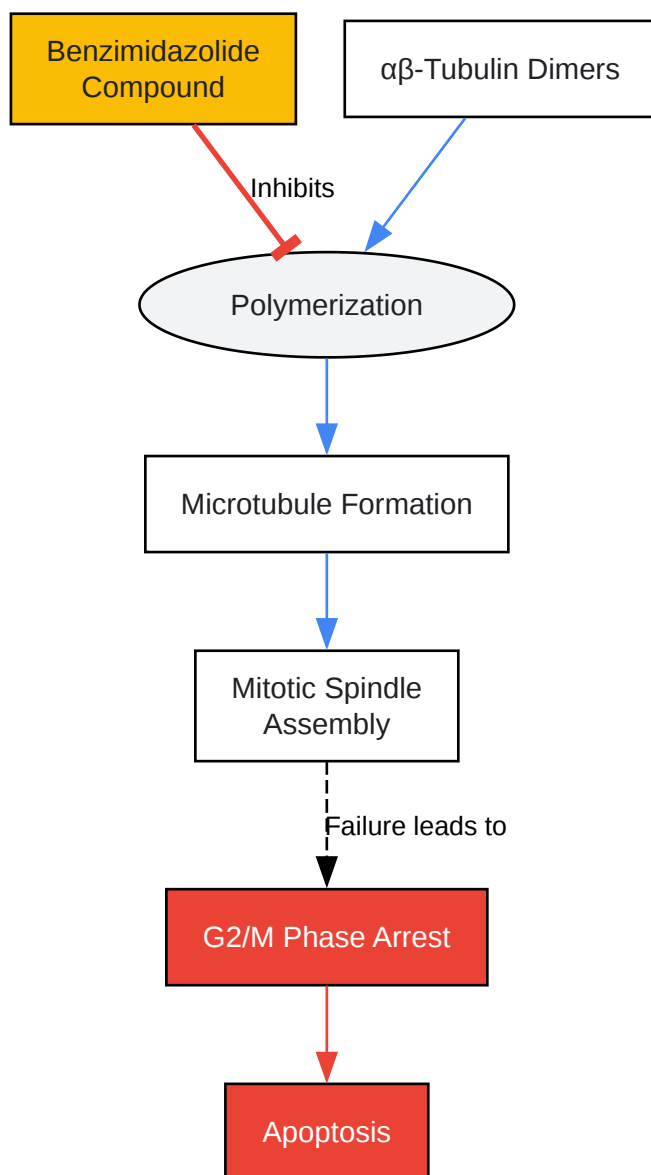 Benzimidazolide
Compound
αβ-Tubulin Dimers
Inhibits
Polymerization
Microtubule Formation
Mitotic Spindle
Assembly
Failure leads to
G2/M Phase Arrest
Apoptosis